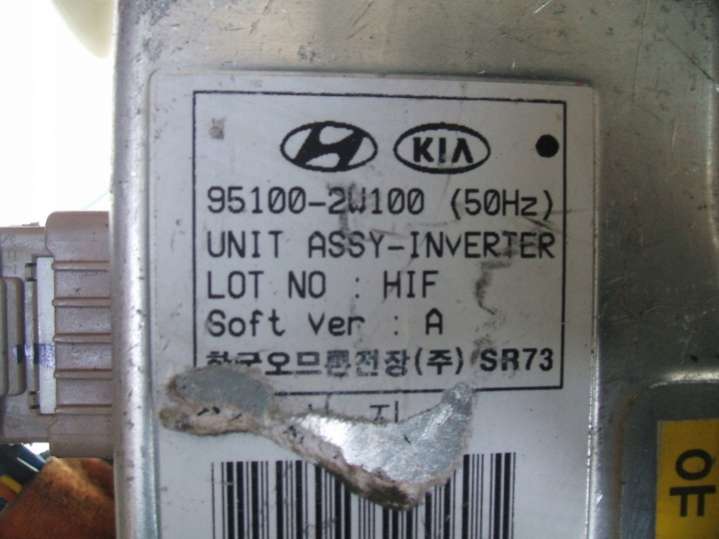 KIA
95100-2W100 (50Hz)
UNIT ASSY-INVERTER
LOT NO : HIF
Soft Ver : A
한국오므론전장(주) SR73
유